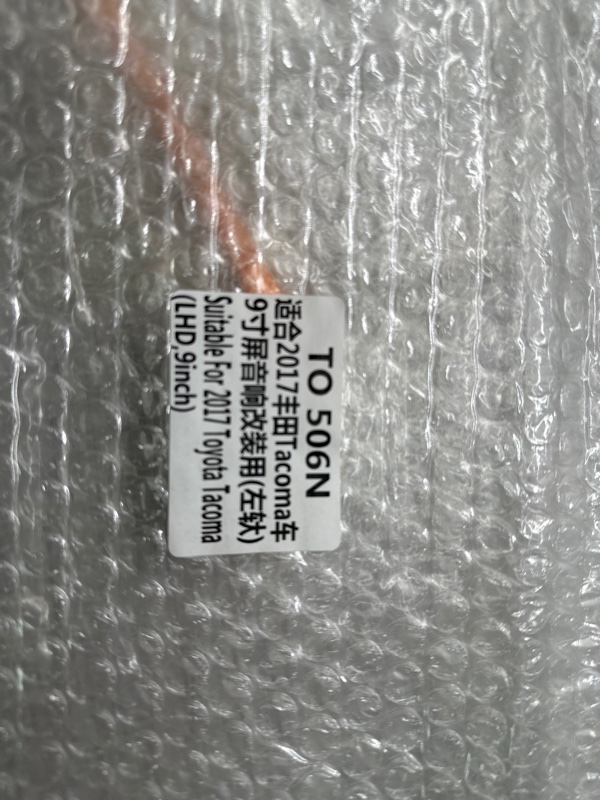 TO 506N
适合2017丰田Tacoma车
9寸屏音响改装用(左轪)
Suitable For 2017 Toyota Tacoma
(LHD,9inch)